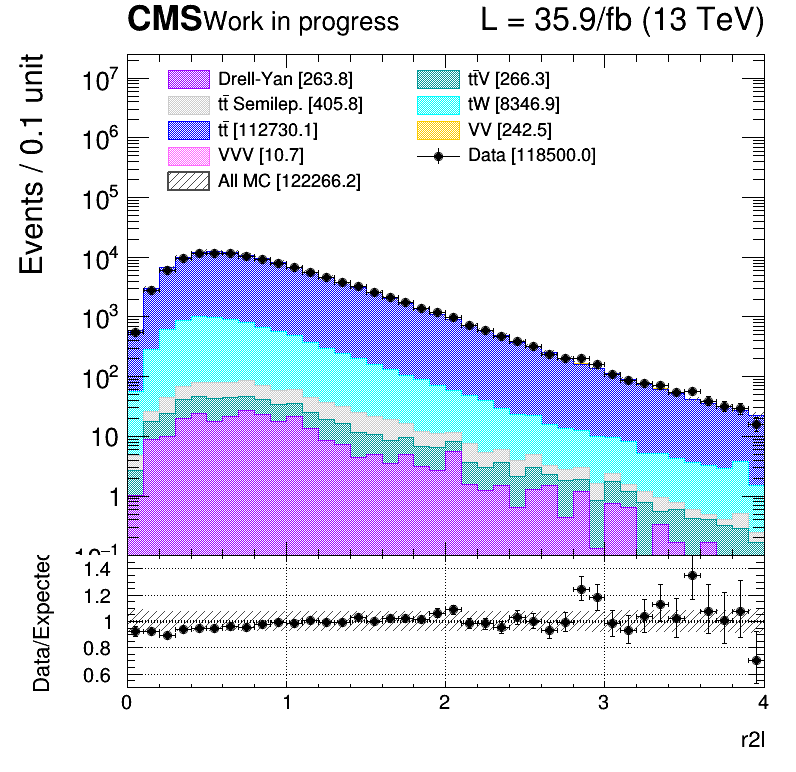 CMS Work in progress L = 35.9/fb (13 TeV)
Events / 0.1 unit
10⁷
10⁶
10⁵
10⁴
10³
10²
10
1
10⁻¹
Drell-Yan [263.8]
tt̄ Semilep. [405.8]
tt̄ [112730.1]
VVV [10.7]
All MC [122266.2]
tt̄V [266.3]
tW [8346.9]
VV [242.5]
Data [118500.0]
Data/Expected
1.4
1.2
1
0.8
0.6
0 1 2 3 4
r2l